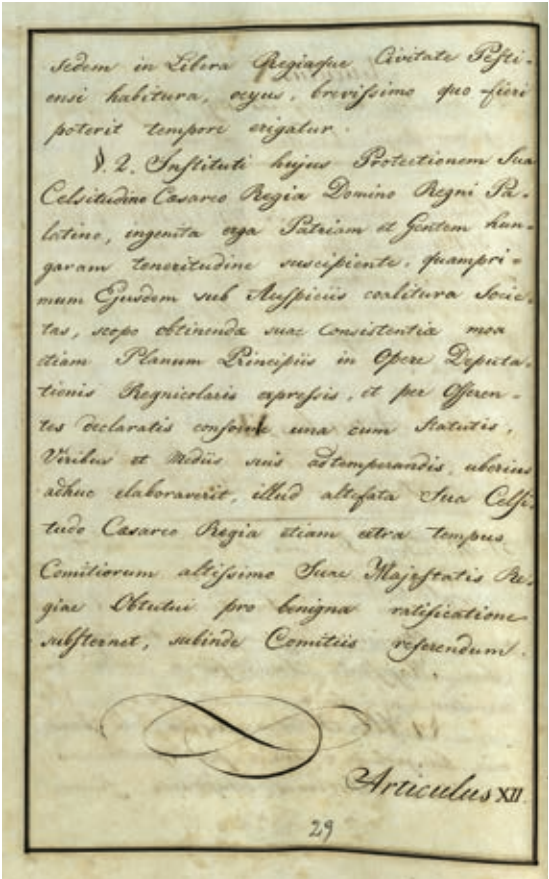 sedem in Libera Regiaque Civitate Pesti-
ensi habitura, ocyus, brevissimo quo fieri
poterit tempore erigatur.
§. 2. Instituti hujus Protectionem Sua
Celsitudine Caesareo Regia Domino Regni Pa-
latino, ingenita erga Patriam et Gentem hun-
garam teneritudine suscipiente, quampri-
mum Ejusdem sub Auspiciis coalitura Socie-
tas, scopo obtinendae suae Consistentiae mox
etiam Planum Principiis in Opere Deputa-
tionis Regnicolaris expressis, et per Offeren-
tes declaratis conforme una cum Statutis,
Viribus et Mediis suis adtemperandis, uberius
adhuc elaboraverit, illud altefata Sua Celsi-
tudo Caesareo Regia etiam extra tempus
Comitiorum altissimo Suae Majestatis Re-
giae Obtutui pro benigna ratificatione
substernet, subinde Comitiis referendum.
Articulus XII
29